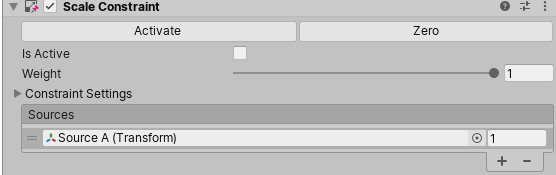 Scale Constraint
Activate Zero
Is Active
Weight 1
Constraint Settings
Sources
Source A (Transform) 1